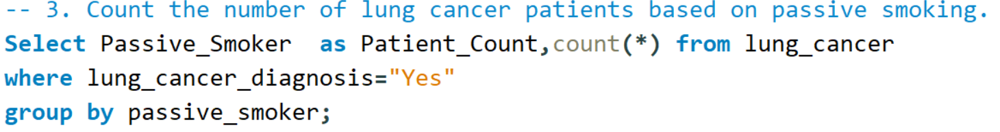 -- 3. Count the number of lung cancer patients based on passive smoking.
Select Passive_Smoker  as Patient_Count,count(*) from lung_cancer
where lung_cancer_diagnosis="Yes"
group by passive_smoker;